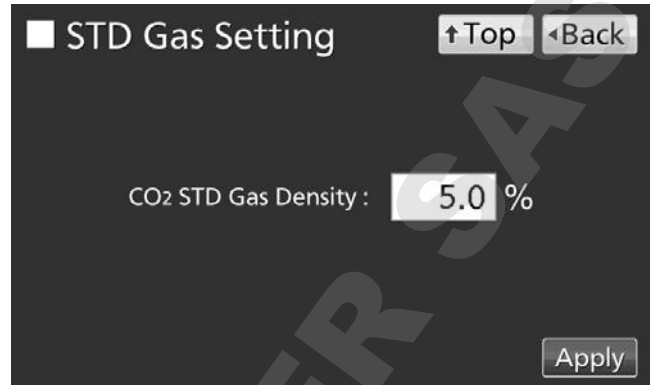 STD Gas Setting
↑Top
◂Back
CO2 STD Gas Density : 5.0 %
Apply